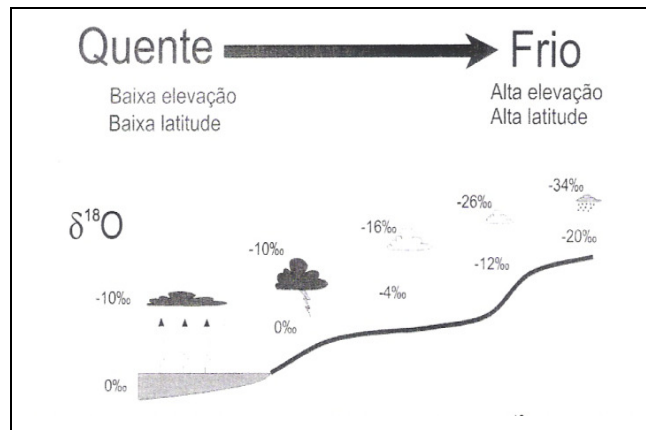 Quente
Frio
Baixa elevação
Baixa latitude
Alta elevação
Alta latitude
δ¹⁸O
-10‰
0‰
-10‰
0‰
-16‰
-4‰
-26‰
-12‰
-34‰
-20‰